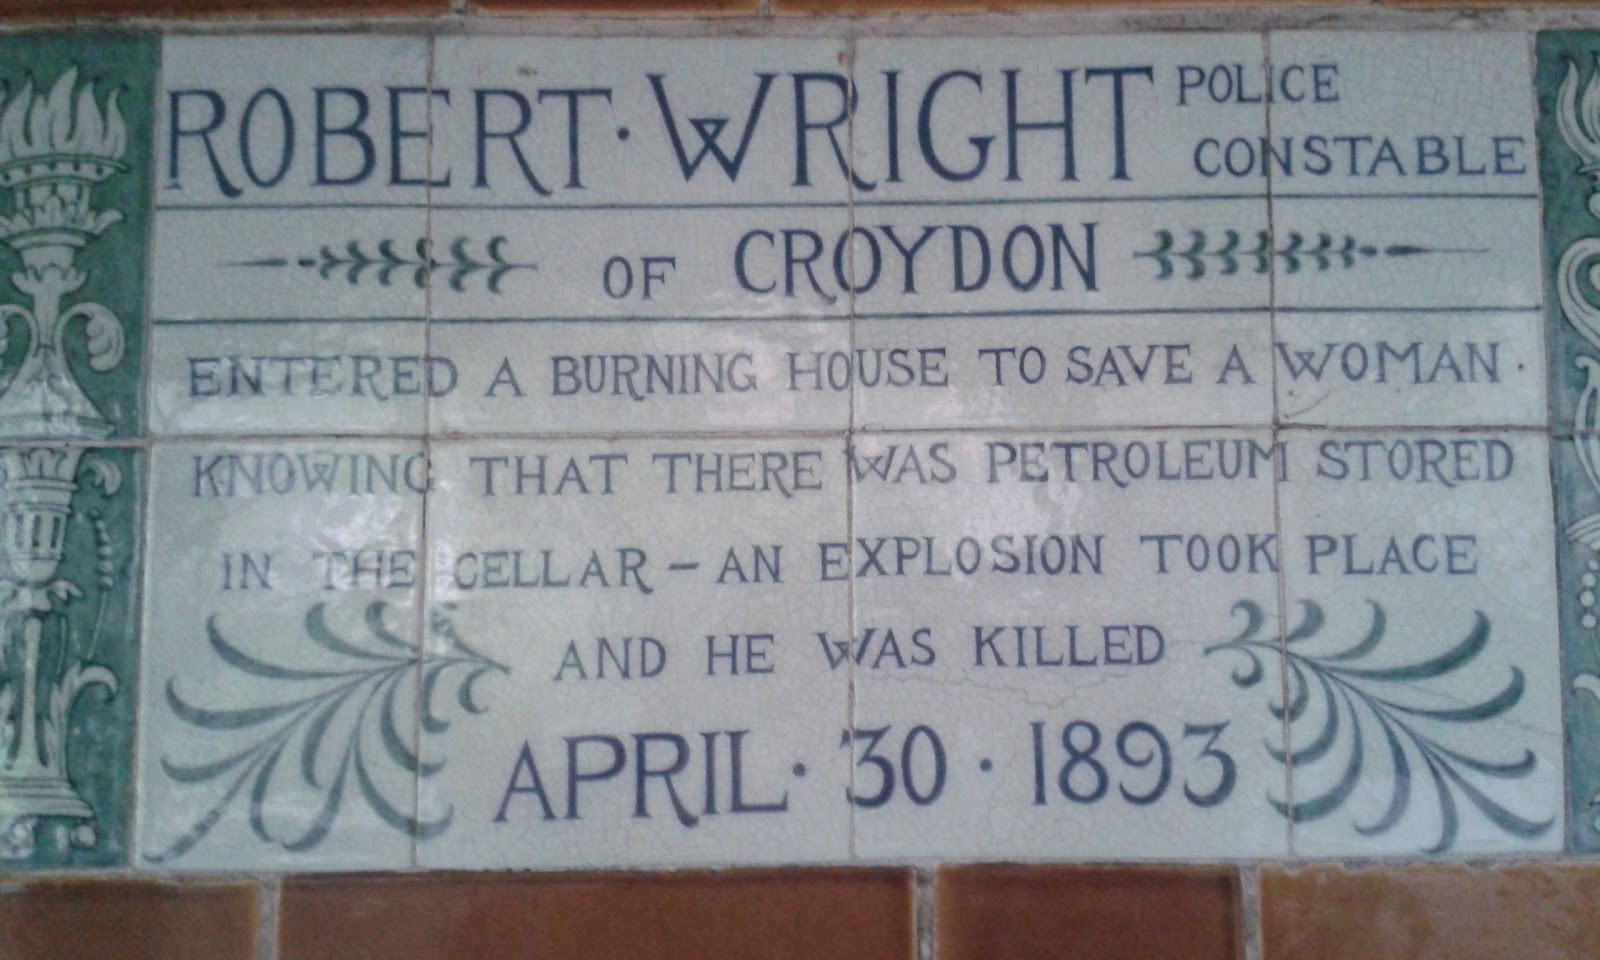 ROBERT · WRIGHT POLICE CONSTABLE
OF CROYDON
ENTERED A BURNING HOUSE TO SAVE A WOMAN ·
KNOWING THAT THERE WAS PETROLEUM STORED
IN THE CELLAR – AN EXPLOSION TOOK PLACE
AND HE WAS KILLED
APRIL · 30 · 1893